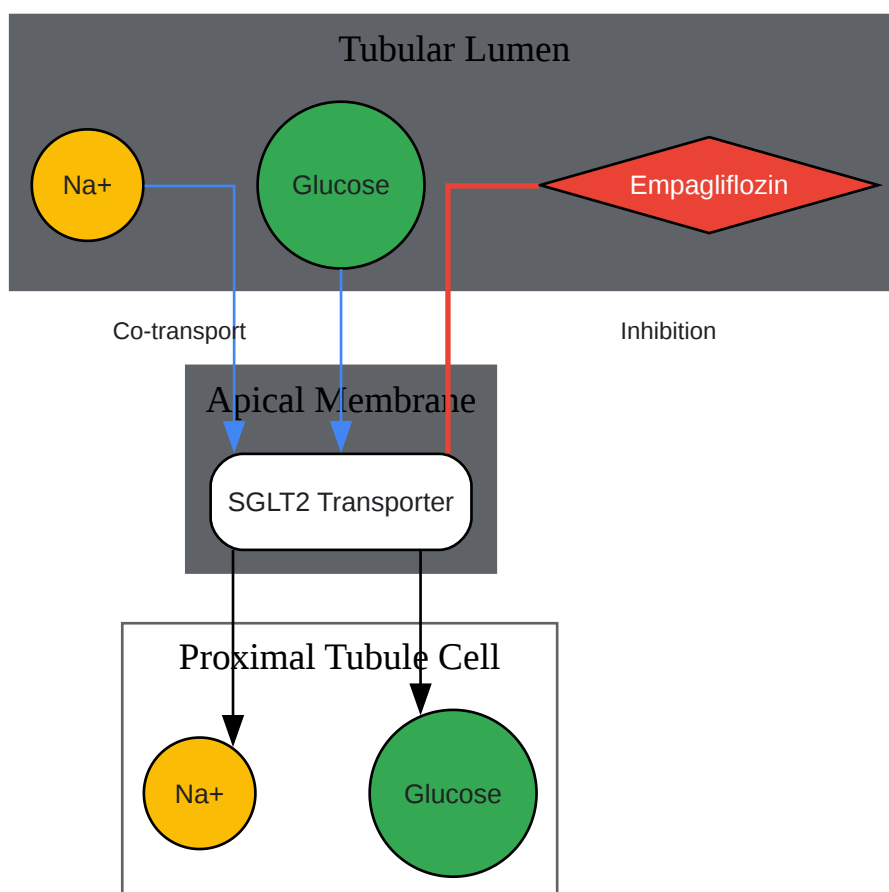 Tubular Lumen
Na+
Glucose
Empagliflozin
Co-transport
Inhibition
Apical Membrane
SGLT2 Transporter
Proximal Tubule Cell
Na+
Glucose